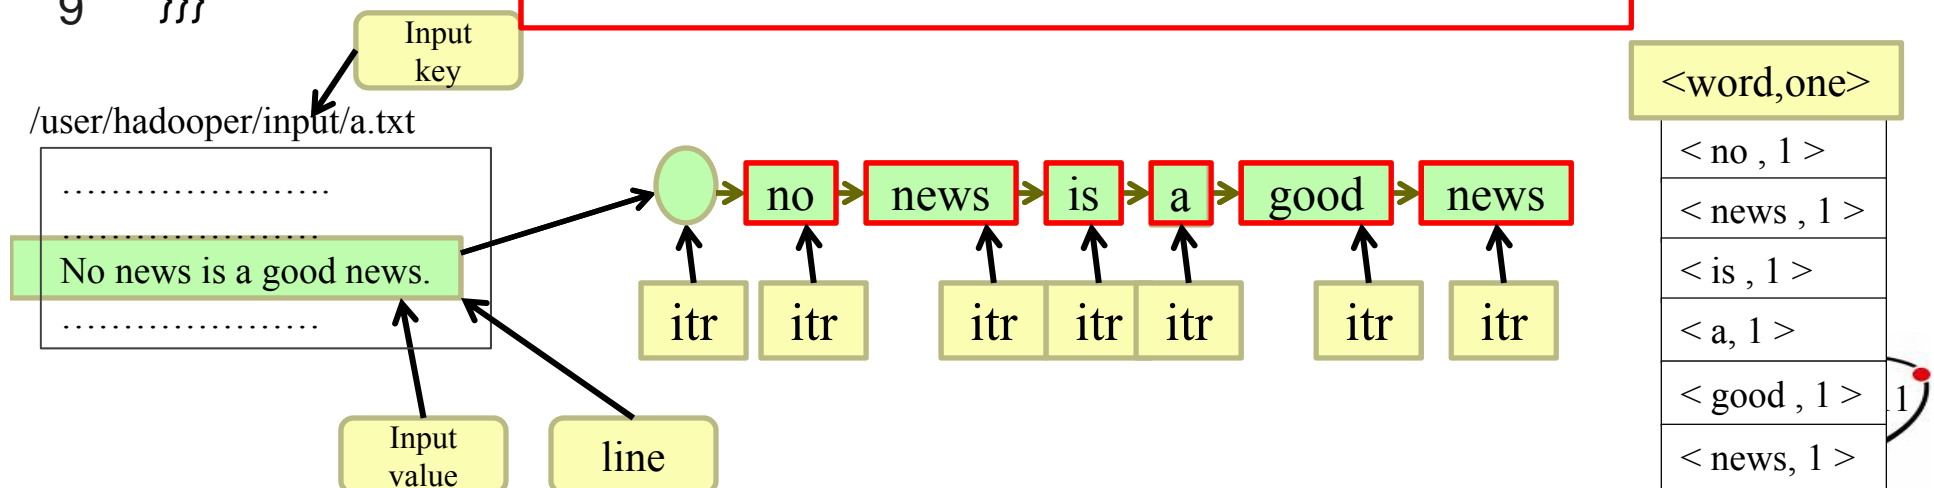 9 }}}
Input
key
<word,one>
/user/hadooper/input/a.txt
< no , 1 >
…………………….
no news is a good news
< news , 1 >
…………………
No news is a good news.
< is , 1 >
itr itr itr itr itr itr itr
…………………
< a, 1 >
< good , 1 >
11
Input
value
line
< news, 1 >